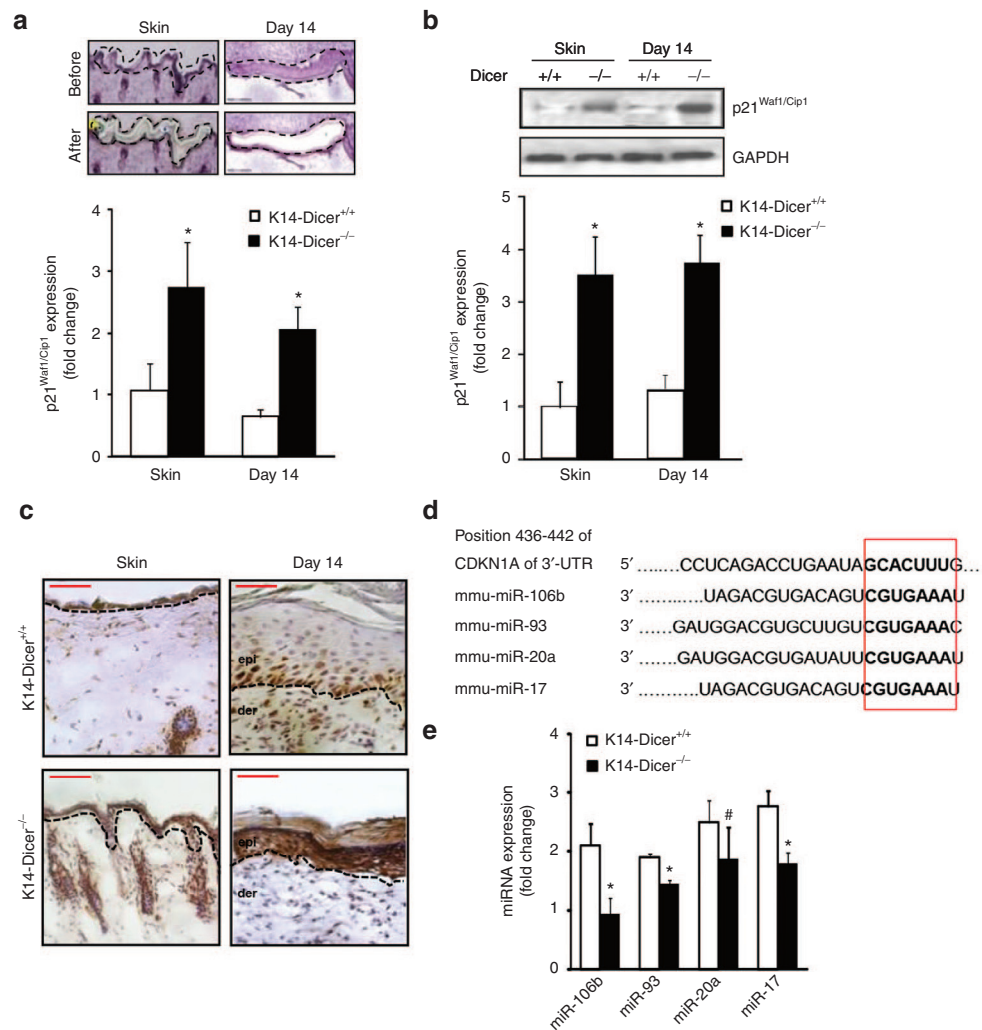 a
Skin
Day 14
Before
After
4
3
2
1
0
p21Waf1/Cip1 expression
(fold change)
K14-Dicer+/+
K14-Dicer−/−
*
*
Skin
Day 14
b
Skin
Day 14
Dicer
+/+
−/−
+/+
−/−
p21Waf1/Cip1
GAPDH
5
4
3
2
1
0
p21Waf1/Cip1 expression
(fold change)
K14-Dicer+/+
K14-Dicer−/−
*
*
Skin
Day 14
c
Skin
Day 14
K14-Dicer+/+
epi
der
K14-Dicer−/−
epi
der
d
Position 436-442 of
CDKN1A of 3′-UTR 5′ ........CCUCAGACCUGAAUAGCACUUUG...
mmu-miR-106b 3′ ...........UAGACGUGACAGUCGUGAAAU
mmu-miR-93 3′ .......GAUGGACGUGCUUGUCGUGAAAC
mmu-miR-20a 3′ .......GAUGGACGUGAUAUUCGUGAAAU
mmu-miR-17 3′ ...........UAGACGUGACAGUCGUGAAAU
e
4
3
2
1
0
miRNA expression
(fold change)
K14-Dicer+/+
K14-Dicer−/−
*
*
#
*
miR-106b
miR-93
miR-20a
miR-17